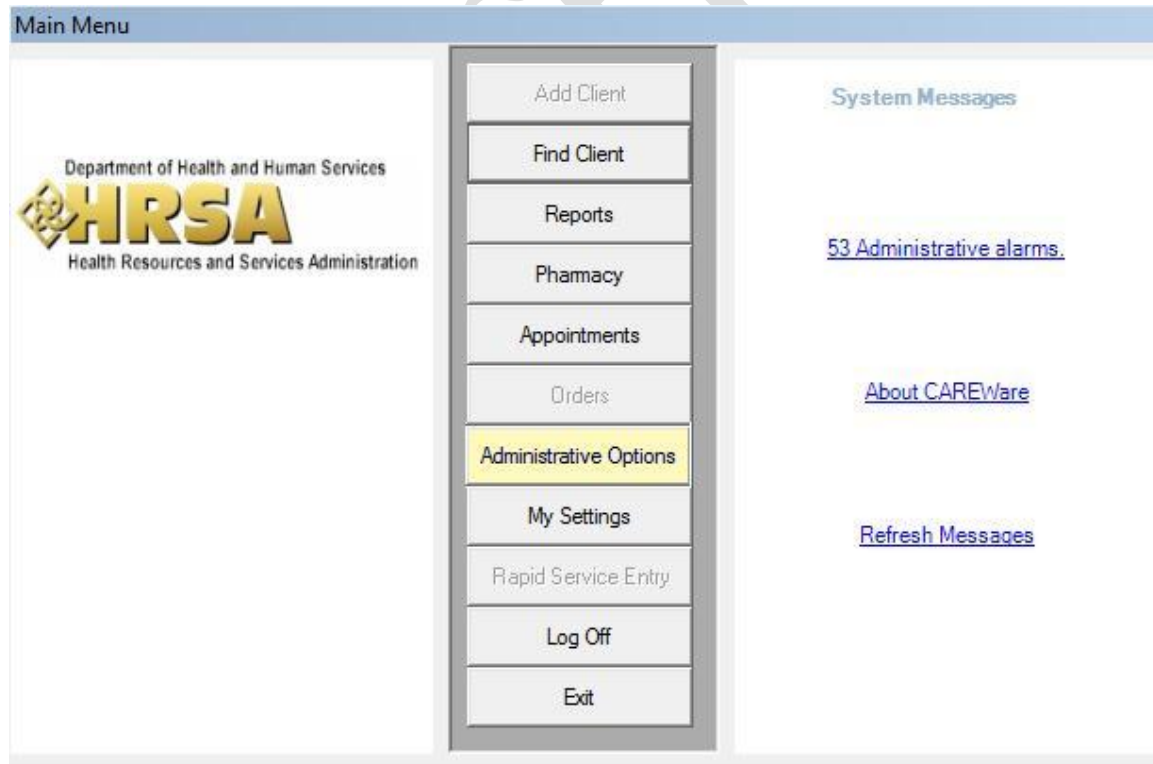 Main Menu
Department of Health and Human Services
HRSA
Health Resources and Services Administration
Add Client
Find Client
Reports
Pharmacy
Appointments
Orders
Administrative Options
My Settings
Rapid Service Entry
Log Off
Exit
System Messages
53 Administrative alarms.
About CAREWare
Refresh Messages